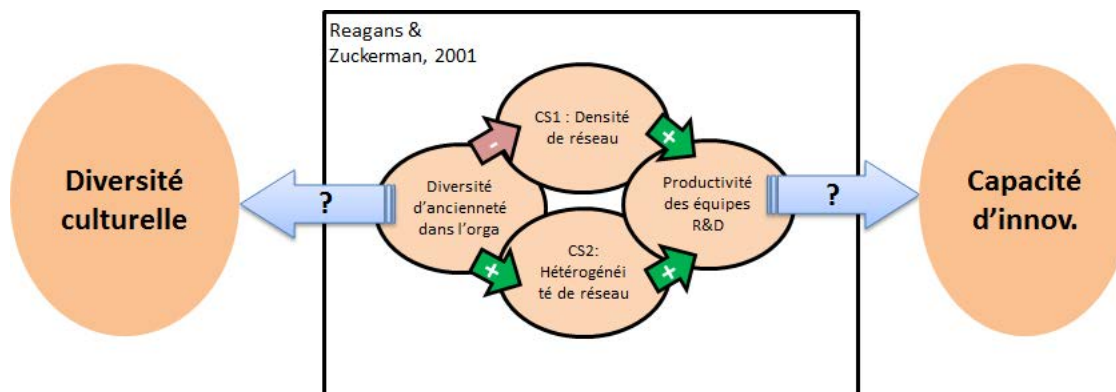 Reagans &
Zuckerman, 2001
Diversité
culturelle
?
Diversité
d'ancienneté
dans l'orga
-
+
CS1 : Densité
de réseau
CS2:
Hétérogénéi
té de réseau
+
+
Productivité
des équipes
R&D
?
Capacité
d'innov.